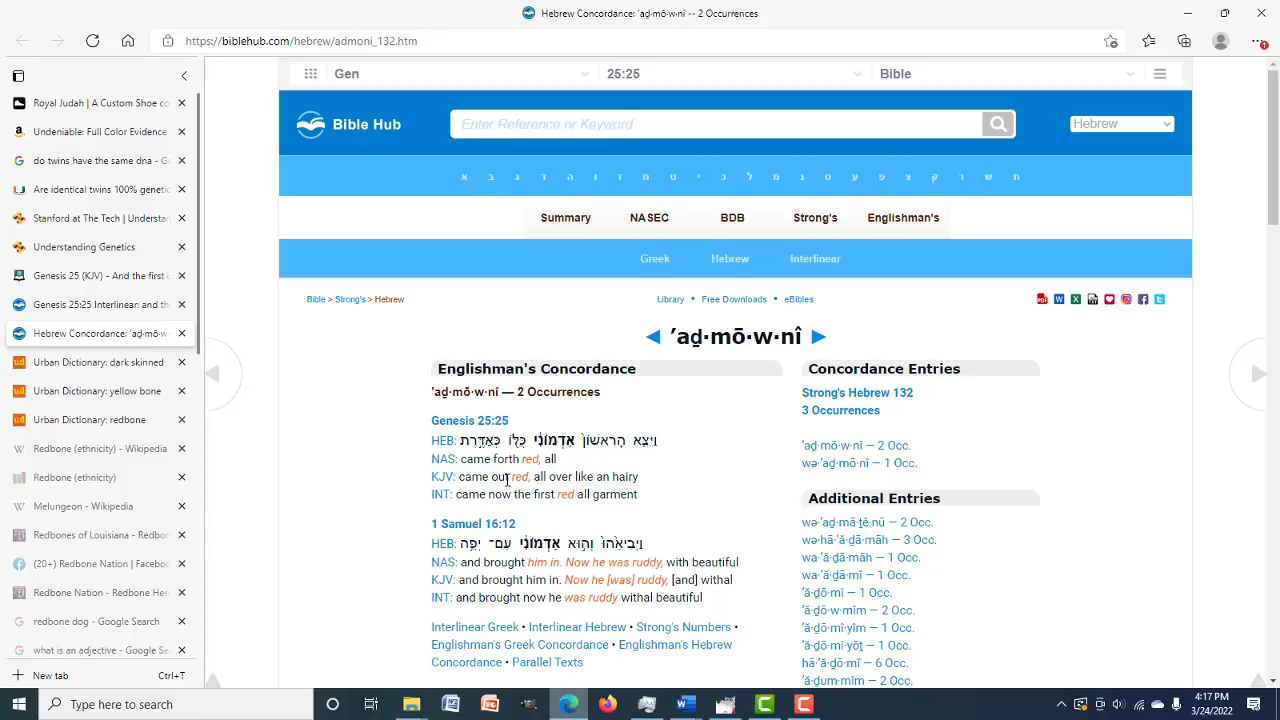 Hebrew Concordance: 'aḏ·mō·w·nî -- 2 Occurrences
https://biblehub.com/hebrew/admoni_132.htm
Gen 25:25 Bible
Royal Judah | A Custom Shoe co
Undeniable: Full Color Evidence
do twins have the same dna - G
Are identical twins 100% genetic
Stanford at The Tech | Understa
Understanding Genetics
Genesis 25 (KJV) - And the first c
Genesis 25:25 Interlinear: and the
Hebrew Concordance: 'aḏ·mō·w
Urban Dictionary: dark skinned
Urban Dictionary: yellow bone
Urban Dictionary: redbone
Redbone (ethnicity) - Wikipedia
Redbone (ethnicity)
Melungeon - Wikipedia
Redbones of Louisiana - Redbon
(20+) Redbone Nation | Facebook
Redbone Nation - Redbone Her
redbone dog - Google Search
what is an adjective - Google Se
New tab Ctrl+T
Bible Hub
Enter Reference or Keyword
Hebrew
א ב ג ד ה ו ז ח ט י כ ל מ נ ס ע פ צ ק ר ש ת
Summary NASEC BDB Strong's Englishman's
Greek Hebrew Interlinear
Bible > Strong's > Hebrew
Library • Free Downloads • eBibles
◄ 'aḏ·mō·w·nî ►
Englishman's Concordance
'aḏ·mō·w·nî — 2 Occurrences
Genesis 25:25
HEB: וַיֵּצֵ֤א הָרִאשׁוֹן֙ אַדְמוֹנִ֔י כֻּלּ֖וֹ כְּאַדֶּ֣רֶת
NAS: came forth red, all
KJV: came out red, all over like an hairy
INT: came now the first red all garment
1 Samuel 16:12
HEB: וַיְבִיאֵ֙הוּ֙ וְה֣וּא אַדְמוֹנִ֔י עִם־ יְפֵ֥ה
NAS: and brought him in. Now he was ruddy, with beautiful
KJV: and brought him in. Now he [was] ruddy, [and] withal
INT: and brought now he was ruddy withal beautiful
Interlinear Greek • Interlinear Hebrew • Strong's Numbers •
Englishman's Greek Concordance • Englishman's Hebrew
Concordance • Parallel Texts
Concordance Entries
Strong's Hebrew 132
3 Occurrences
'aḏ·mō·w·nî — 2 Occ.
wə·'aḏ·mō·nî — 1 Occ.
Additional Entries
wə·'aḏ·mā·ṯê·nū — 2 Occ.
wə·hā·'ă·ḏā·māh — 3 Occ.
wa·'ă·ḏā·māh — 1 Occ.
wa·'ă·ḏā·mî — 1 Occ.
'ă·ḏō·mî — 1 Occ.
'ă·ḏō·w·mîm — 2 Occ.
'ă·ḏō·mî·yîm — 1 Occ.
'ă·ḏō·mî·yōṯ — 1 Occ.
hā·'ă·ḏō·mî — 6 Occ.
'ă·ḏum·mîm — 2 Occ.
Type here to search
4:17 PM
3/24/2022